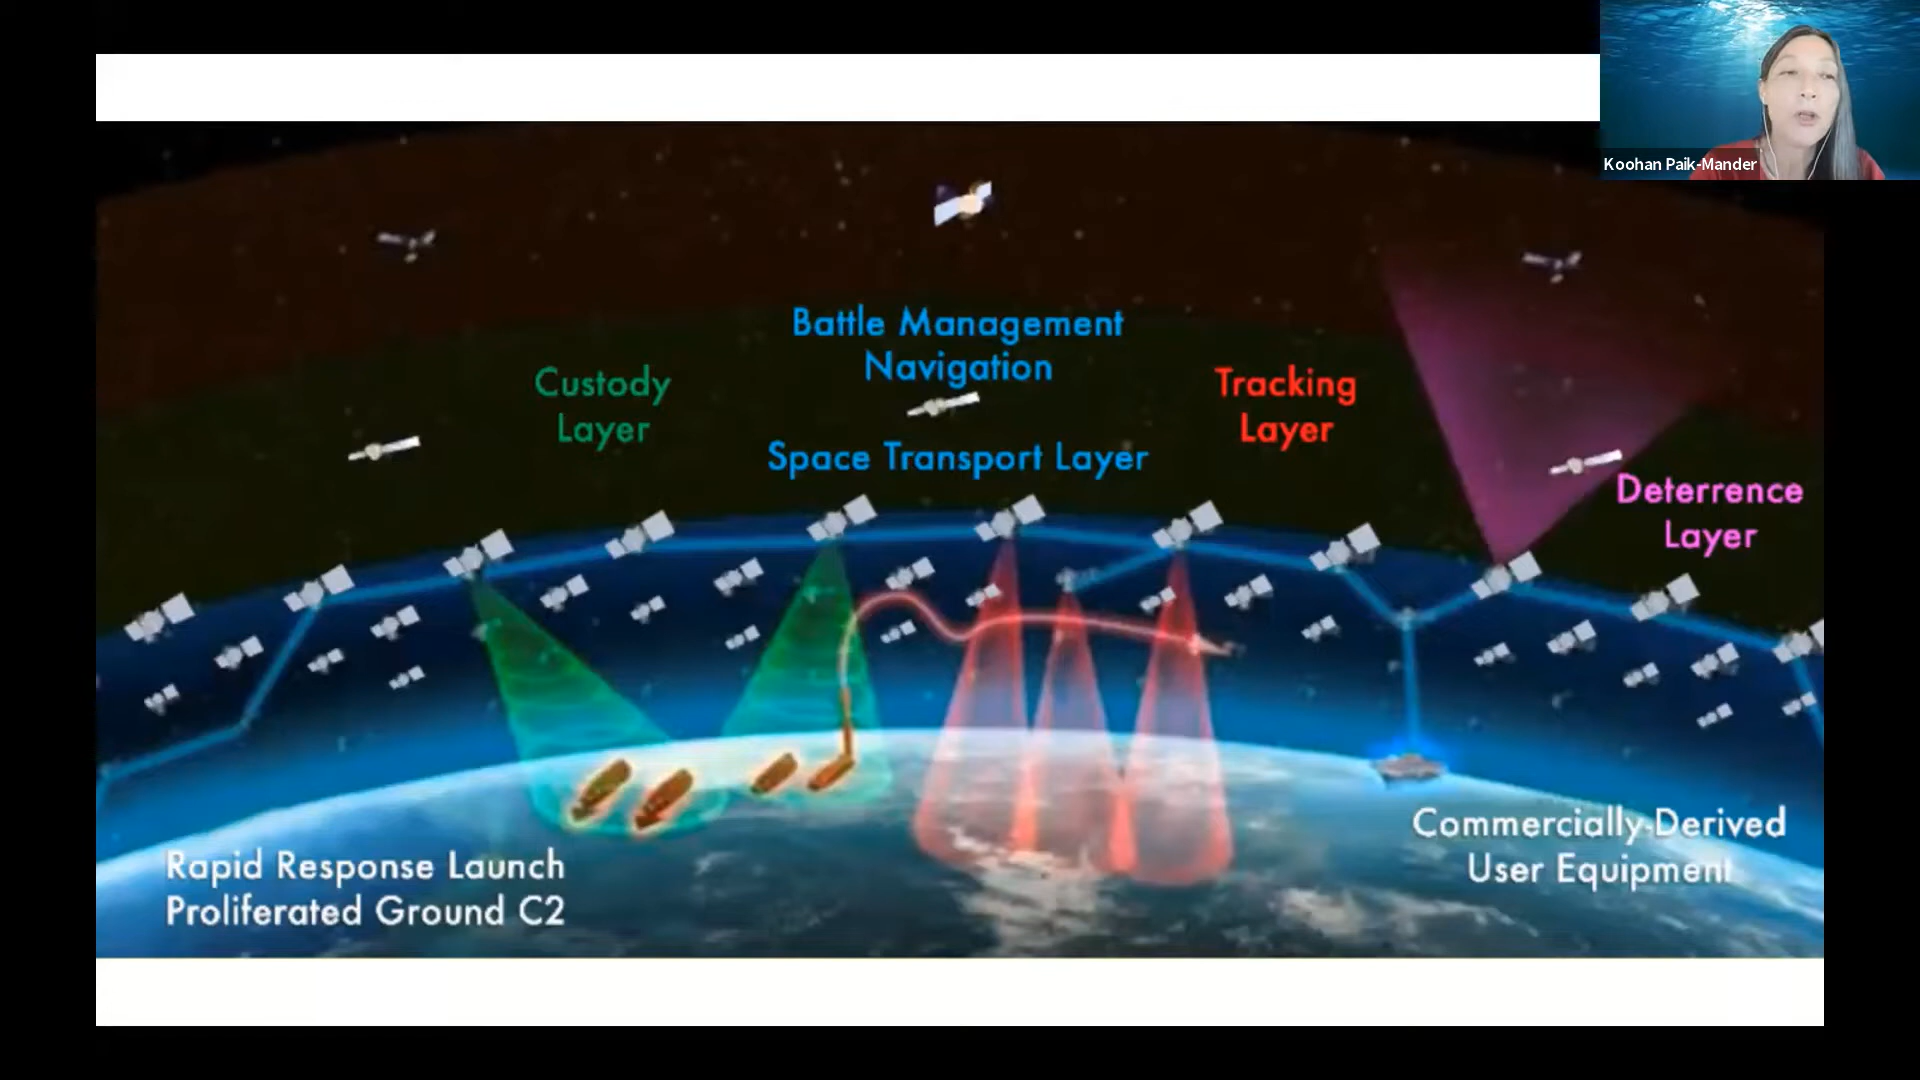 Koohan Paik-Mander
Battle Management
Navigation
Custody
Layer
Tracking
Layer
Space Transport Layer
Deterrence
Layer
Rapid Response Launch
Proliferated Ground C2
Commercially-Derived
User Equipment